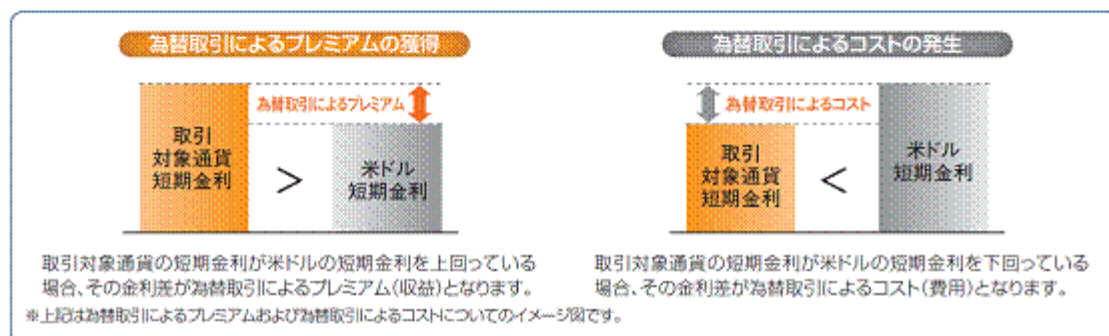 為替取引によるプレミアムの獲得
為替取引によるプレミアム
取引
対象通貨
短期金利
>
米ドル
短期金利
取引対象通貨の短期金利が米ドルの短期金利を上回っている
場合、その金利差が為替取引によるプレミアム(収益)となります。
為替取引によるコストの発生
為替取引によるコスト
取引
対象通貨
短期金利
<
米ドル
短期金利
取引対象通貨の短期金利が米ドルの短期金利を下回っている
場合、その金利差が為替取引によるコスト(費用)となります。
※上記は為替取引によるプレミアムおよび為替取引によるコストについてのイメージ図です。